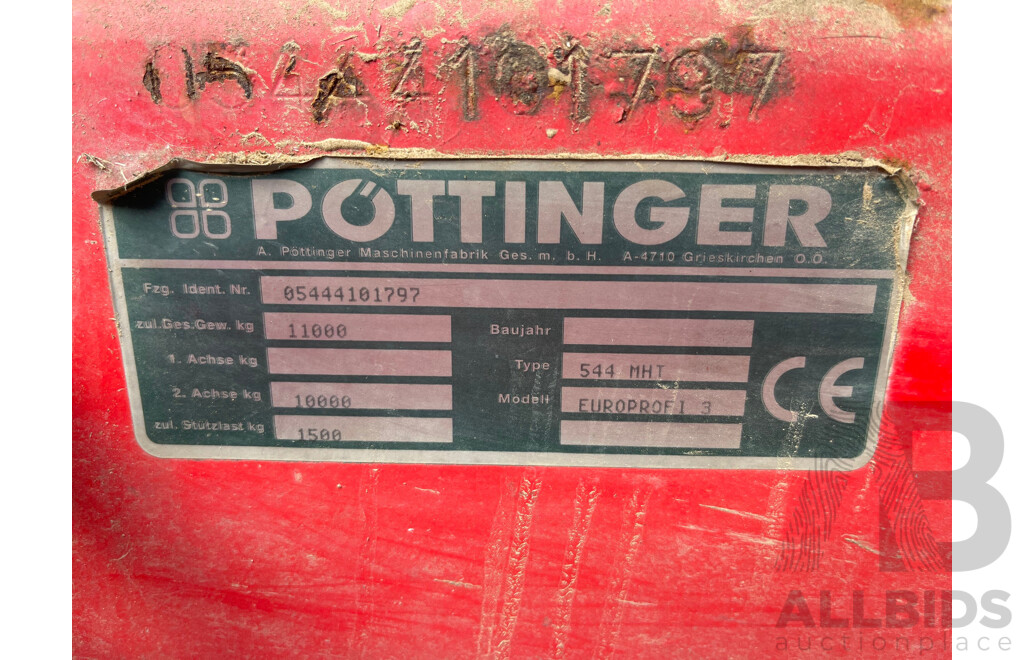 05444101797
PÖTTINGER
A. Pöttinger Maschinenfabrik Ges. m. b. H. A-4710 Grieskirchen O.Ö.
Fzg. Ident. Nr. 05444101797
zul.Ges.Gew. kg 11000 Baujahr
1. Achse kg Type 544 MHT
2. Achse kg 10000 Modell EUROPROFI 3
zul. Stützlast kg 1500
CE
AB
ALLBIDS
auctionplace